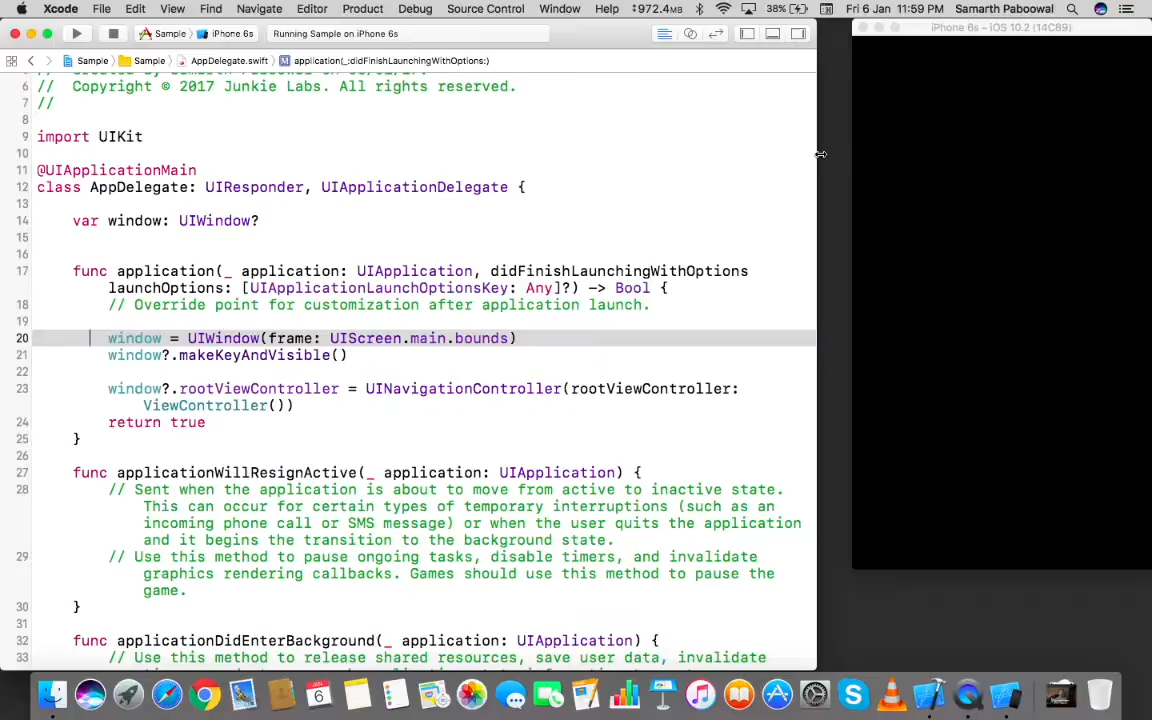 Xcode File Edit View Find Navigate Editor Product Debug Source Control Window Help 972.4MB 38% Fri 6 Jan 11:59 PM Samarth Paboowal
Sample iPhone 6s Running Sample on iPhone 6s
iPhone 6s – iOS 10.2 (14C89)
Sample Sample AppDelegate.swift M application(_:didFinishLaunchingWithOptions:)
6 // Copyright © 2017 Junkie Labs. All rights reserved.
7 //
8
9 import UIKit
10
11 @UIApplicationMain
12 class AppDelegate: UIResponder, UIApplicationDelegate {
13
14 var window: UIWindow?
15
16
17 func application(_ application: UIApplication, didFinishLaunchingWithOptions
launchOptions: [UIApplicationLaunchOptionsKey: Any]?) -> Bool {
18 // Override point for customization after application launch.
19
20 window = UIWindow(frame: UIScreen.main.bounds)
21 window?.makeKeyAndVisible()
22
23 window?.rootViewController = UINavigationController(rootViewController:
ViewController())
24 return true
25 }
26
27 func applicationWillResignActive(_ application: UIApplication) {
28 // Sent when the application is about to move from active to inactive state.
This can occur for certain types of temporary interruptions (such as an
incoming phone call or SMS message) or when the user quits the application
and it begins the transition to the background state.
29 // Use this method to pause ongoing tasks, disable timers, and invalidate
graphics rendering callbacks. Games should use this method to pause the
game.
30 }
31
32 func applicationDidEnterBackground(_ application: UIApplication) {
33 // Use this method to release shared resources, save user data, invalidate
JAN
6